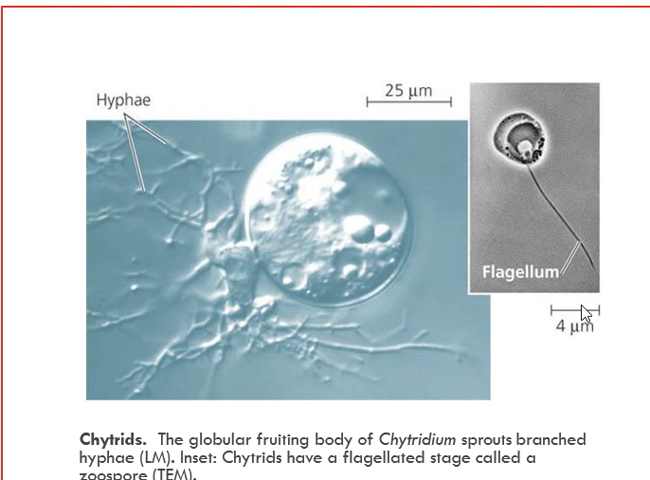 Hyphae
25 μm
Flagellum
4 μm
Chytrids. The globular fruiting body of Chytridium sprouts branched
hyphae (LM). Inset: Chytrids have a flagellated stage called a
zoospore (TEM).